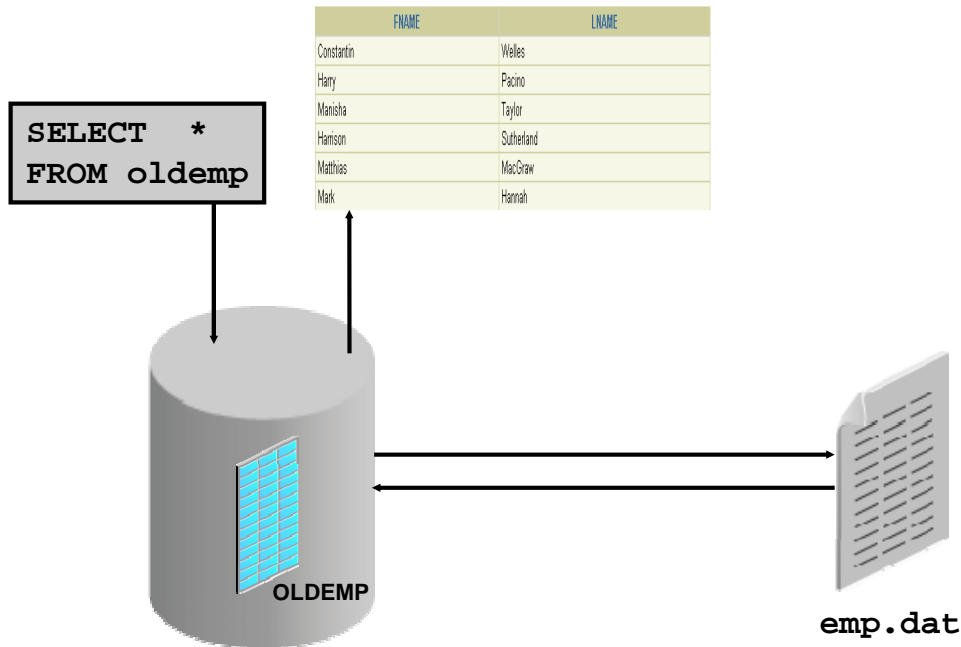 FNAME LNAME
Constantin Welles
Harry Pacino
Manisha Taylor
Harrison Sutherland
Matthias MacGraw
Mark Hannah
SELECT *
FROM oldemp
OLDEMP
emp.dat